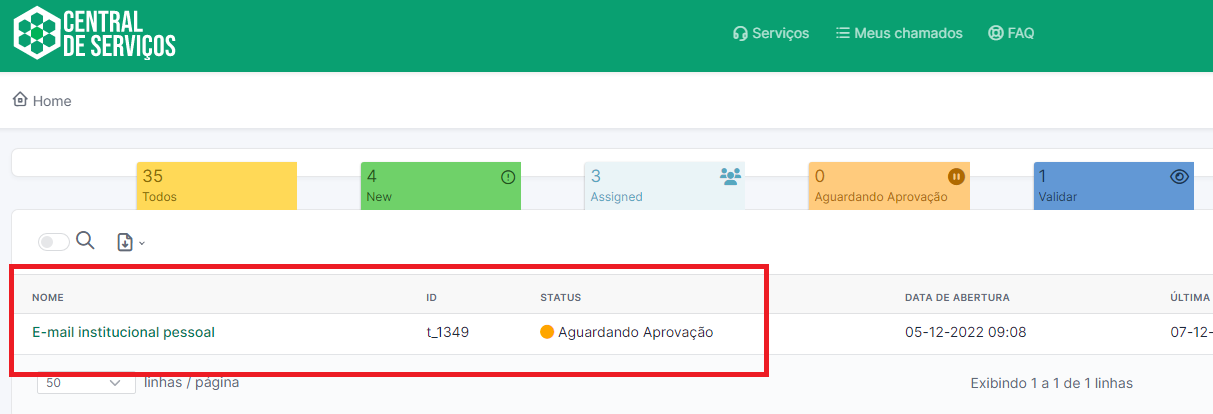 CENTRAL
DE SERVIÇOS
Serviços Meus chamados FAQ
Home
35 4 3 0 1
Todos New Assigned Aguardando Aprovação Validar
NOME ID STATUS DATA DE ABERTURA ÚLTIMA
E-mail institucional pessoal t_1349 Aguardando Aprovação 05-12-2022 09:08 07-12-
50 linhas / página Exibindo 1 a 1 de 1 linhas